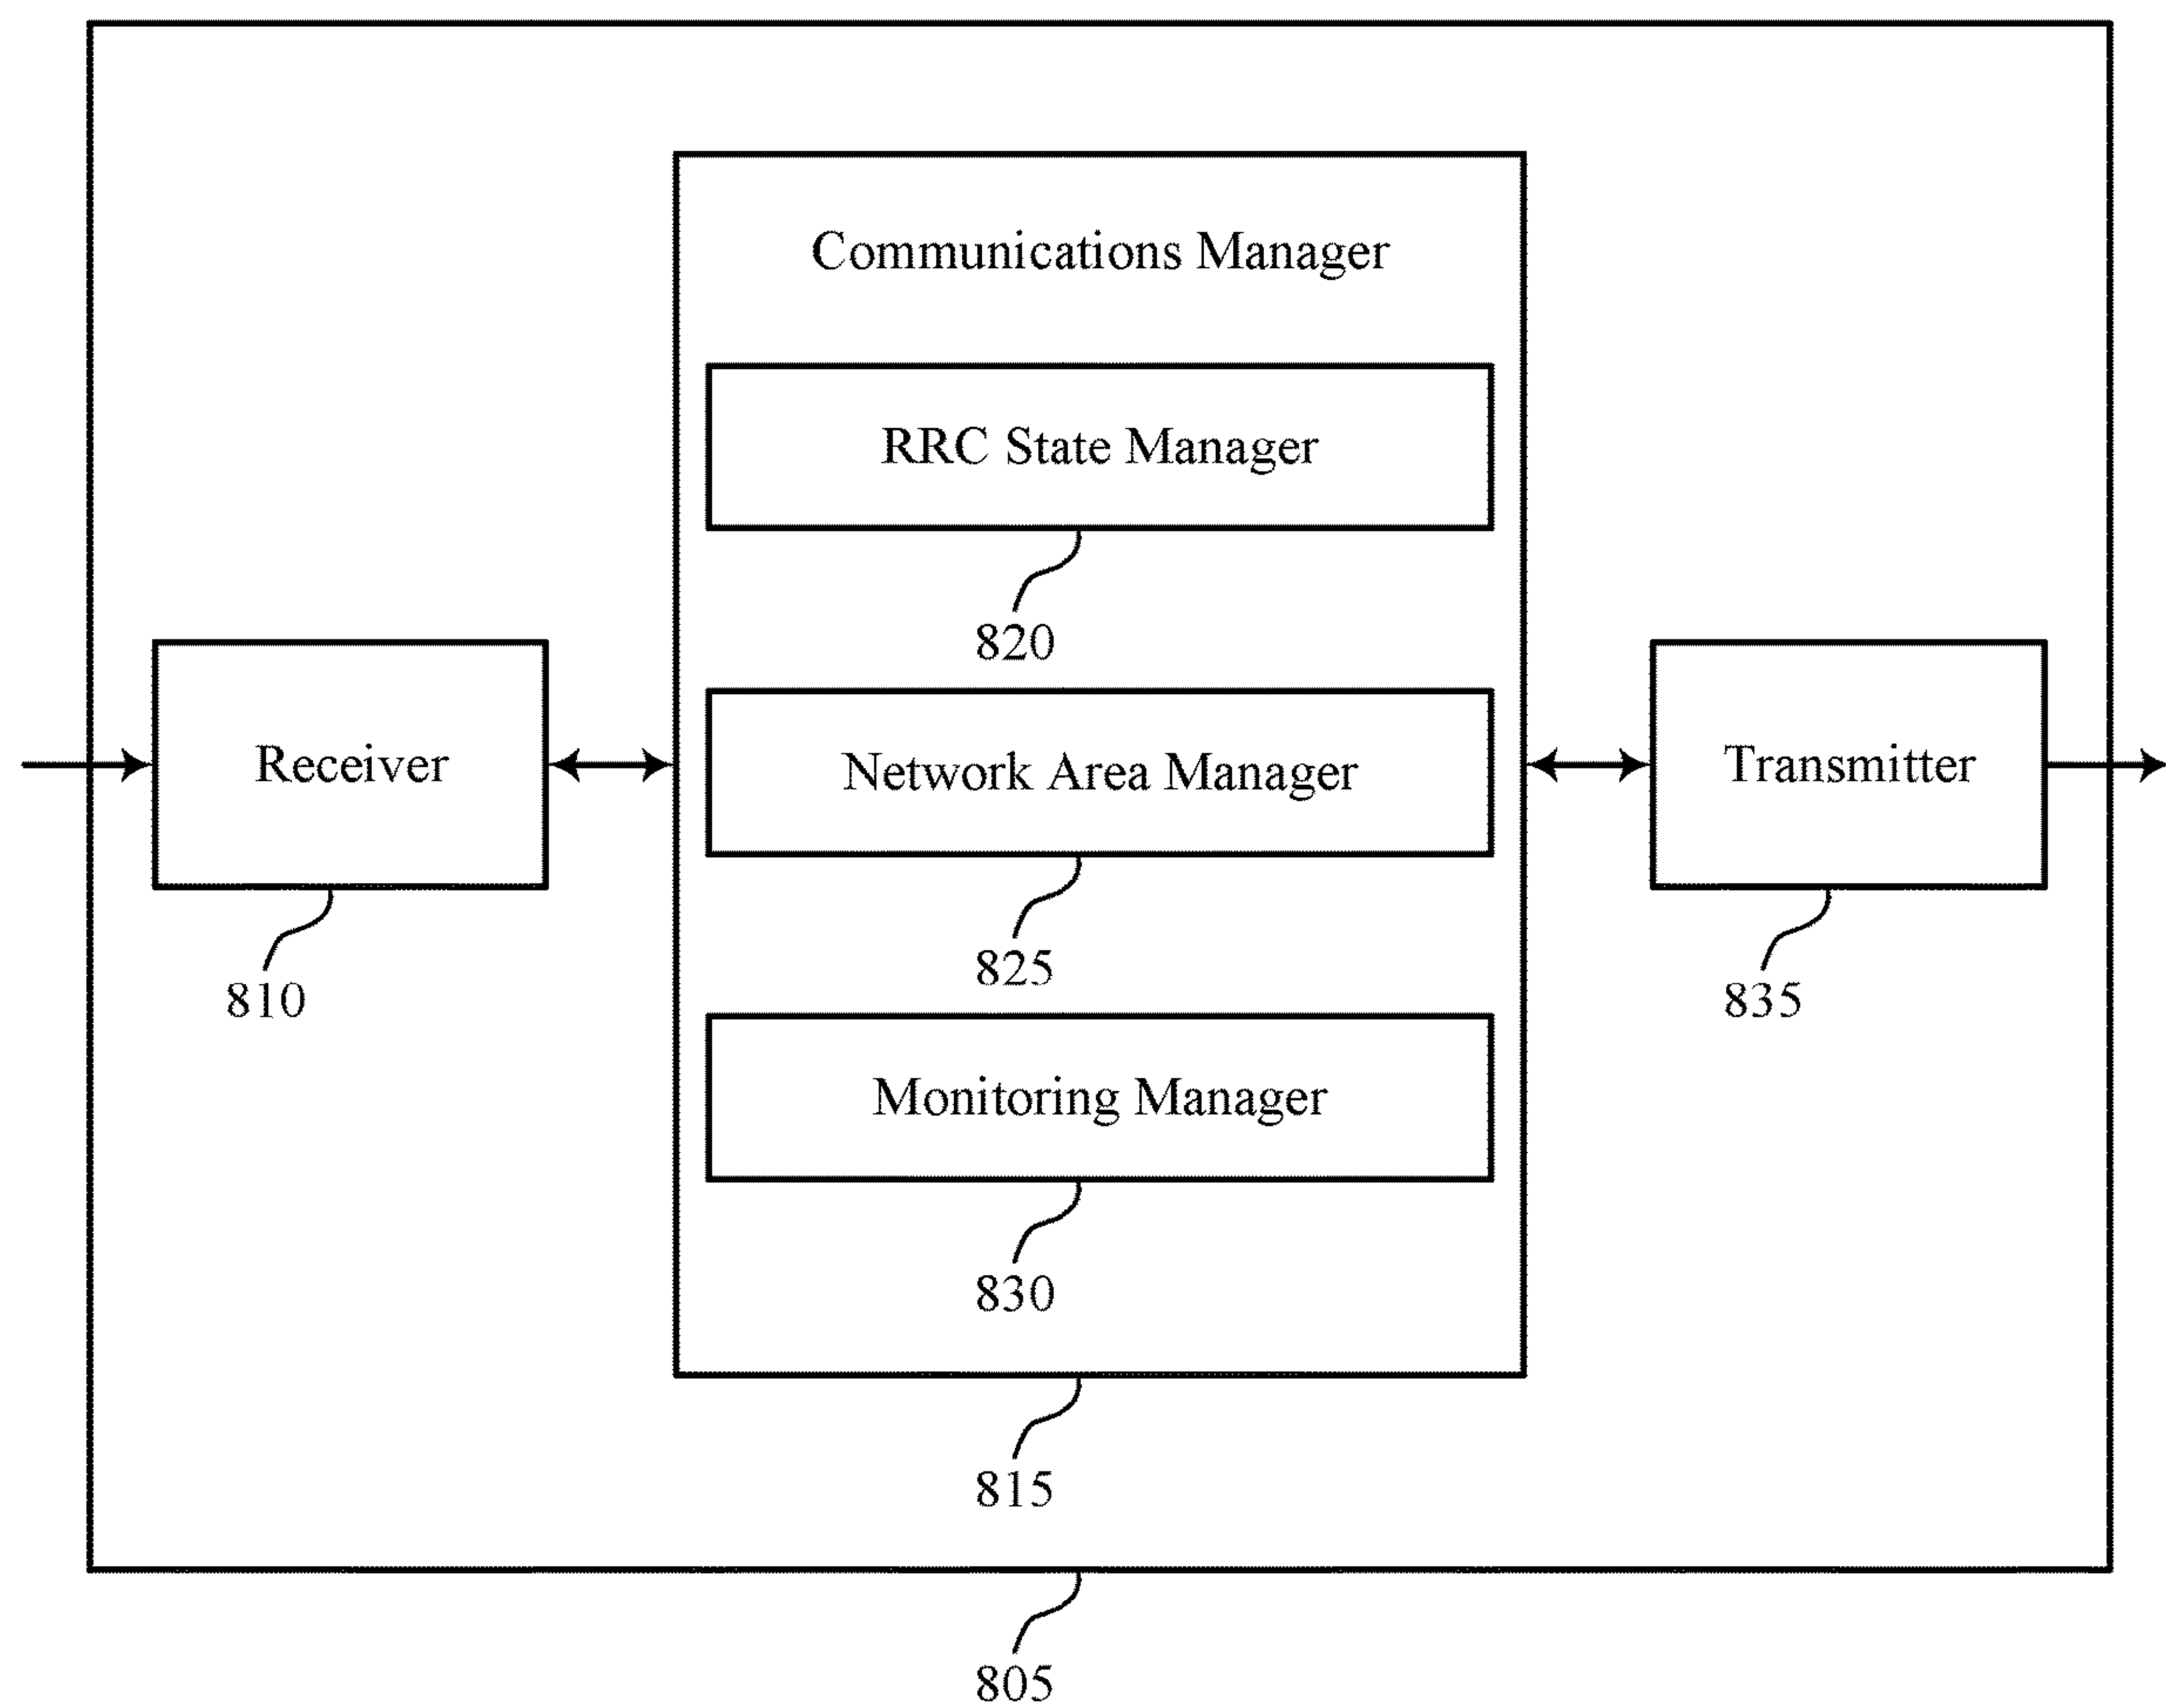 Communications Manager
RRC State Manager
820
Receiver
810
Network Area Manager
825
Transmitter
835
Monitoring Manager
830
815
805